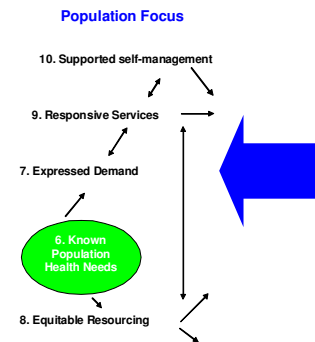 Population Focus
10. Supported self-management
9. Responsive Services
7. Expressed Demand
6. Known
Population
Health Needs
8. Equitable Resourcing